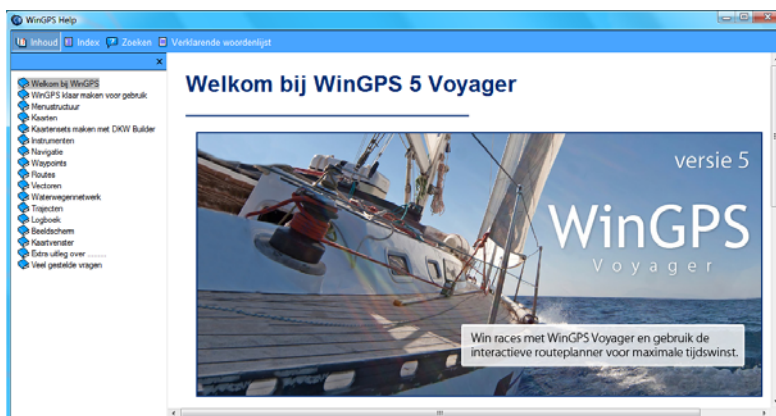 WinGPS Help
Inhoud Index Zoeken Verklarende woordenlijst
Welkom bij WinGPS
WinGPS klaar maken voor gebruik
Menustructuur
Kaarten
Kaartensets maken met DKW Builder
Instrumenten
Navigatie
Waypoints
Routes
Vectoren
Waterwegennetwerk
Trajecten
Logboek
Beeldscherm
Kaartvenster
Extra uitleg over ........
Veel gestelde vragen
Welkom bij WinGPS 5 Voyager
versie 5
WinGPS
Voyager
Win races met WinGPS Voyager en gebruik de
interactieve routeplanner voor maximale tijdswinst.